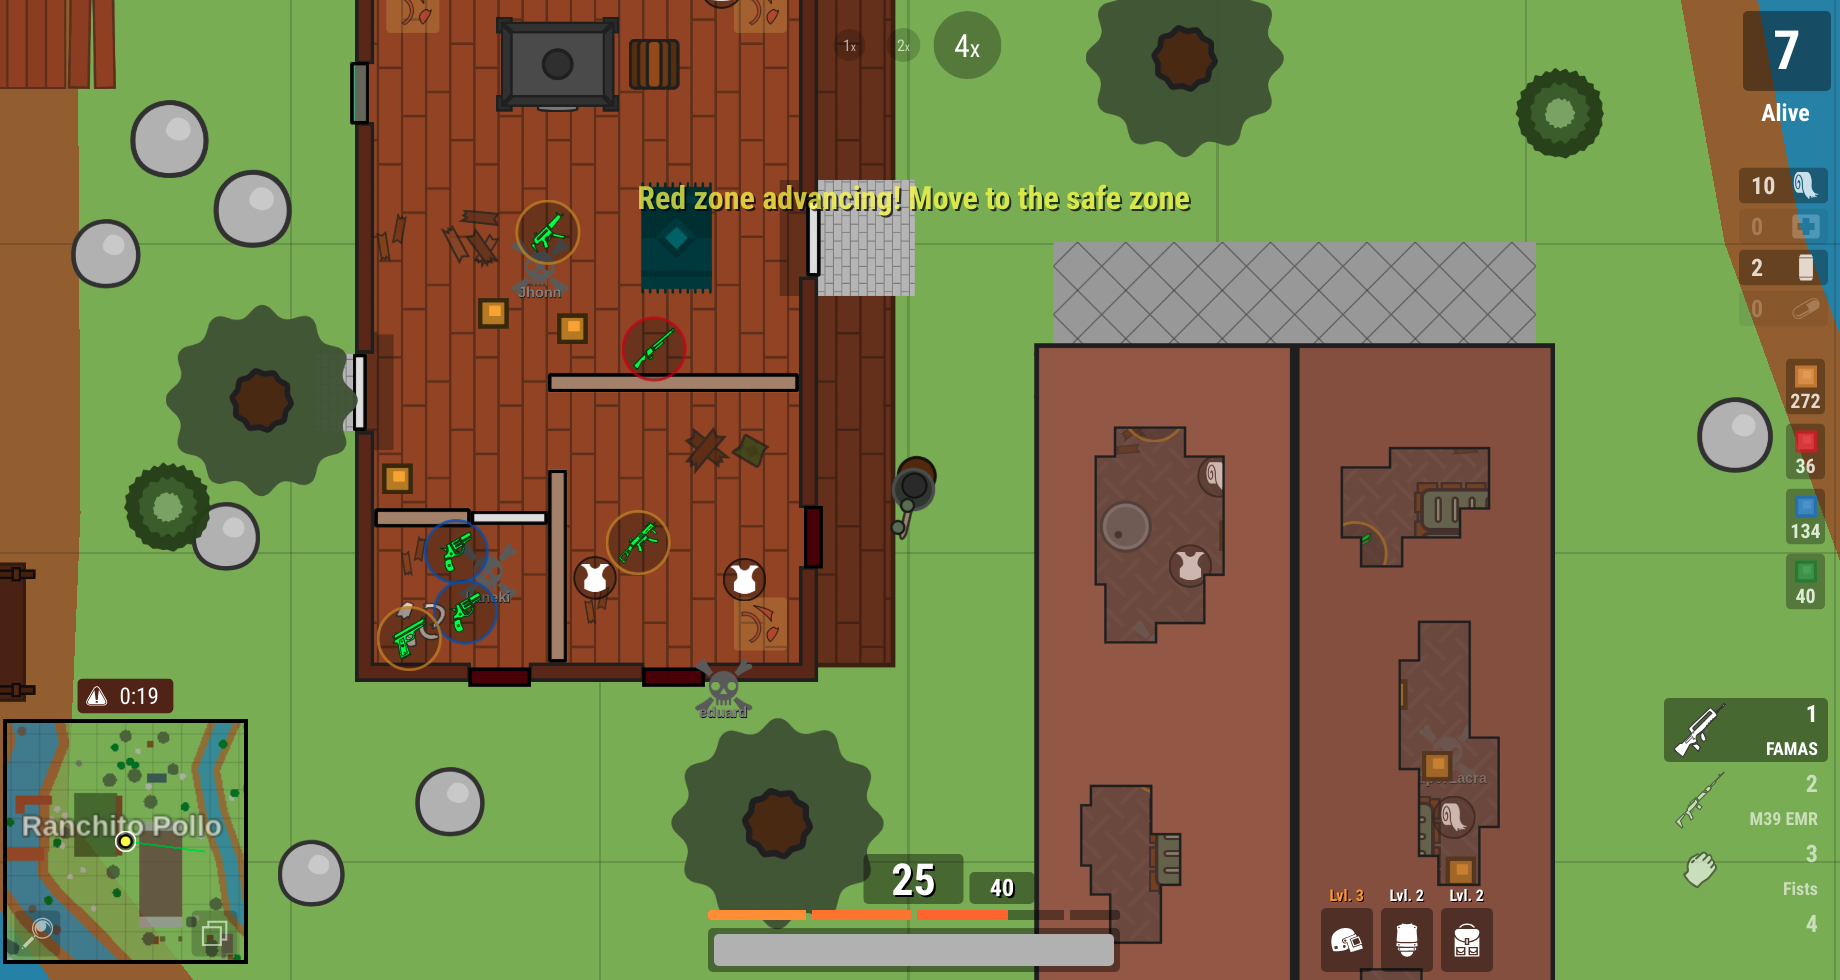 1x 2x 4x
7
Alive
Red zone advancing! Move to the safe zone
10
0
2
0
Jhonn
272
36
134
40
eduard
0:19
Ranchito Pollo
1
FAMAS
2
M39 EMR
3
Fists
4
25 40
Lvl. 3 Lvl. 2 Lvl. 2